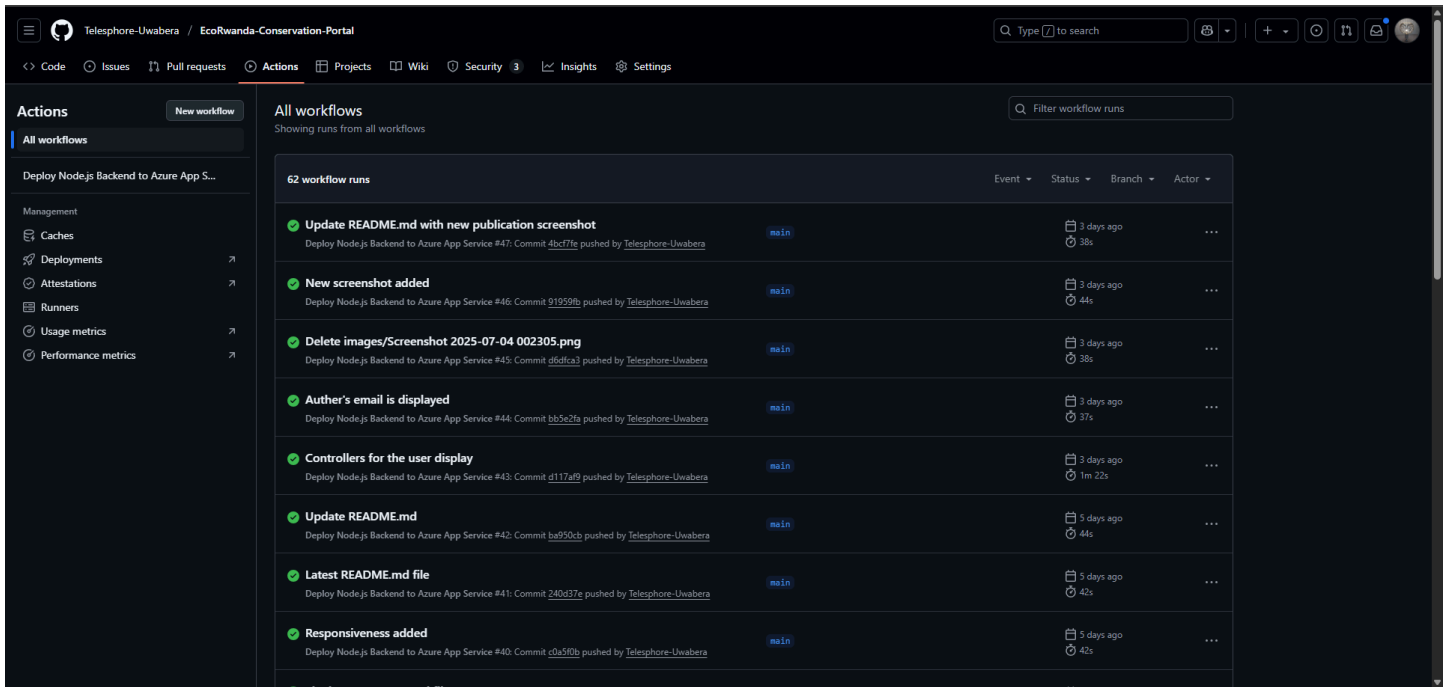 Telesphore-Uwabera / EcoRwanda-Conservation-Portal
Type / to search
Code
Issues
Pull requests
Actions
Projects
Wiki
Security 3
Insights
Settings
Actions
New workflow
All workflows
Deploy Node.js Backend to Azure App S...
Management
Caches
Deployments
Attestations
Runners
Usage metrics
Performance metrics
All workflows
Showing runs from all workflows
Filter workflow runs
62 workflow runs
Event
Status
Branch
Actor
Update README.md with new publication screenshot
Deploy Node.js Backend to Azure App Service #47: Commit 4bcf7fe pushed by Telesphore-Uwabera
main
3 days ago
38s
New screenshot added
Deploy Node.js Backend to Azure App Service #46: Commit 91959fb pushed by Telesphore-Uwabera
main
3 days ago
44s
Delete images/Screenshot 2025-07-04 002305.png
Deploy Node.js Backend to Azure App Service #45: Commit d6dfca3 pushed by Telesphore-Uwabera
main
3 days ago
38s
Auther's email is displayed
Deploy Node.js Backend to Azure App Service #44: Commit bb5e2fa pushed by Telesphore-Uwabera
main
3 days ago
37s
Controllers for the user display
Deploy Node.js Backend to Azure App Service #43: Commit d117af9 pushed by Telesphore-Uwabera
main
3 days ago
1m 22s
Update README.md
Deploy Node.js Backend to Azure App Service #42: Commit ba950cb pushed by Telesphore-Uwabera
main
5 days ago
44s
Latest README.md file
Deploy Node.js Backend to Azure App Service #41: Commit 240d37e pushed by Telesphore-Uwabera
main
5 days ago
42s
Responsiveness added
Deploy Node.js Backend to Azure App Service #40: Commit c0a5f0b pushed by Telesphore-Uwabera
main
5 days ago
42s